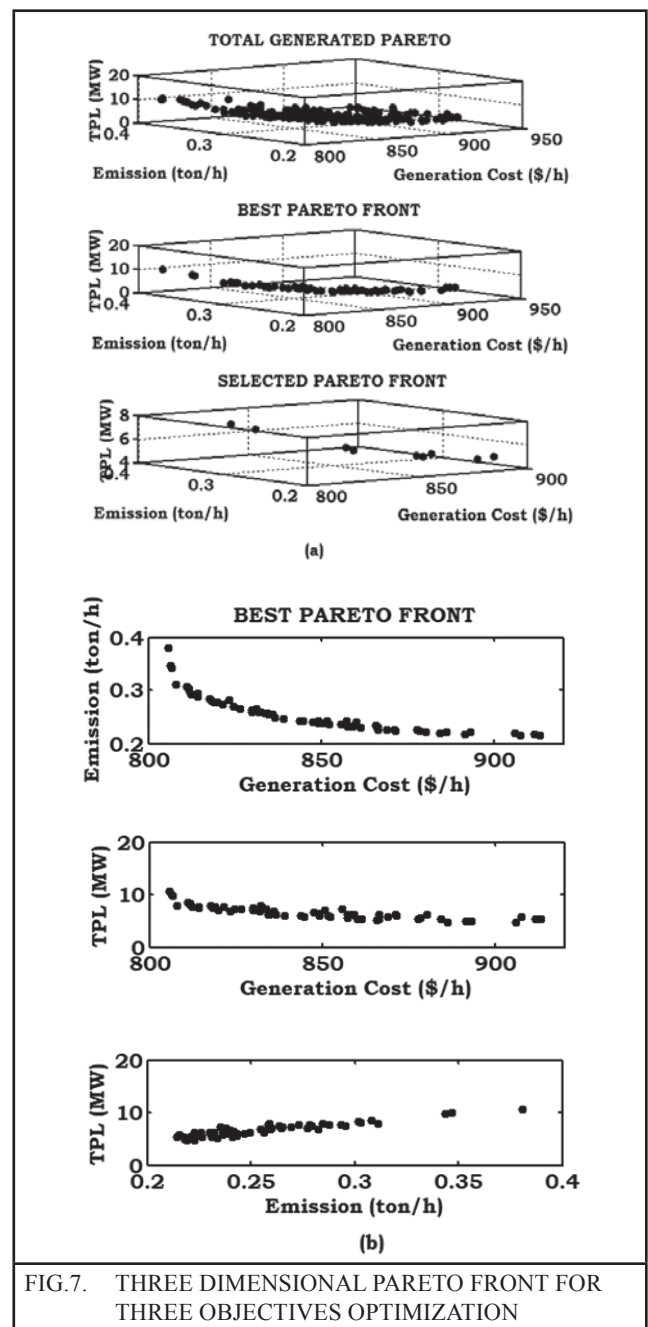 TOTAL GENERATED PARETO
TPL (MW)
20
10
0
0.4
0.3
0.2
800
850
900
950
Emission (ton/h)
Generation Cost ($/h)
BEST PARETO FRONT
TPL (MW)
20
10
0
0.4
0.3
0.2
800
850
900
950
Emission (ton/h)
Generation Cost ($/h)
SELECTED PARETO FRONT
TPL (MW)
8
6
4
0.4
0.3
0.2
800
850
900
Emission (ton/h)
Generation Cost ($/h)
(a)
BEST PARETO FRONT
Emission (ton/h)
0.4
0.3
0.2
800
850
900
Generation Cost ($/h)
TPL (MW)
20
10
0
800
850
900
Generation Cost ($/h)
TPL (MW)
20
10
0
0.2
0.25
0.3
0.35
0.4
Emission (ton/h)
(b)
FIG.7. THREE DIMENSIONAL PARETO FRONT FOR
THREE OBJECTIVES OPTIMIZATION